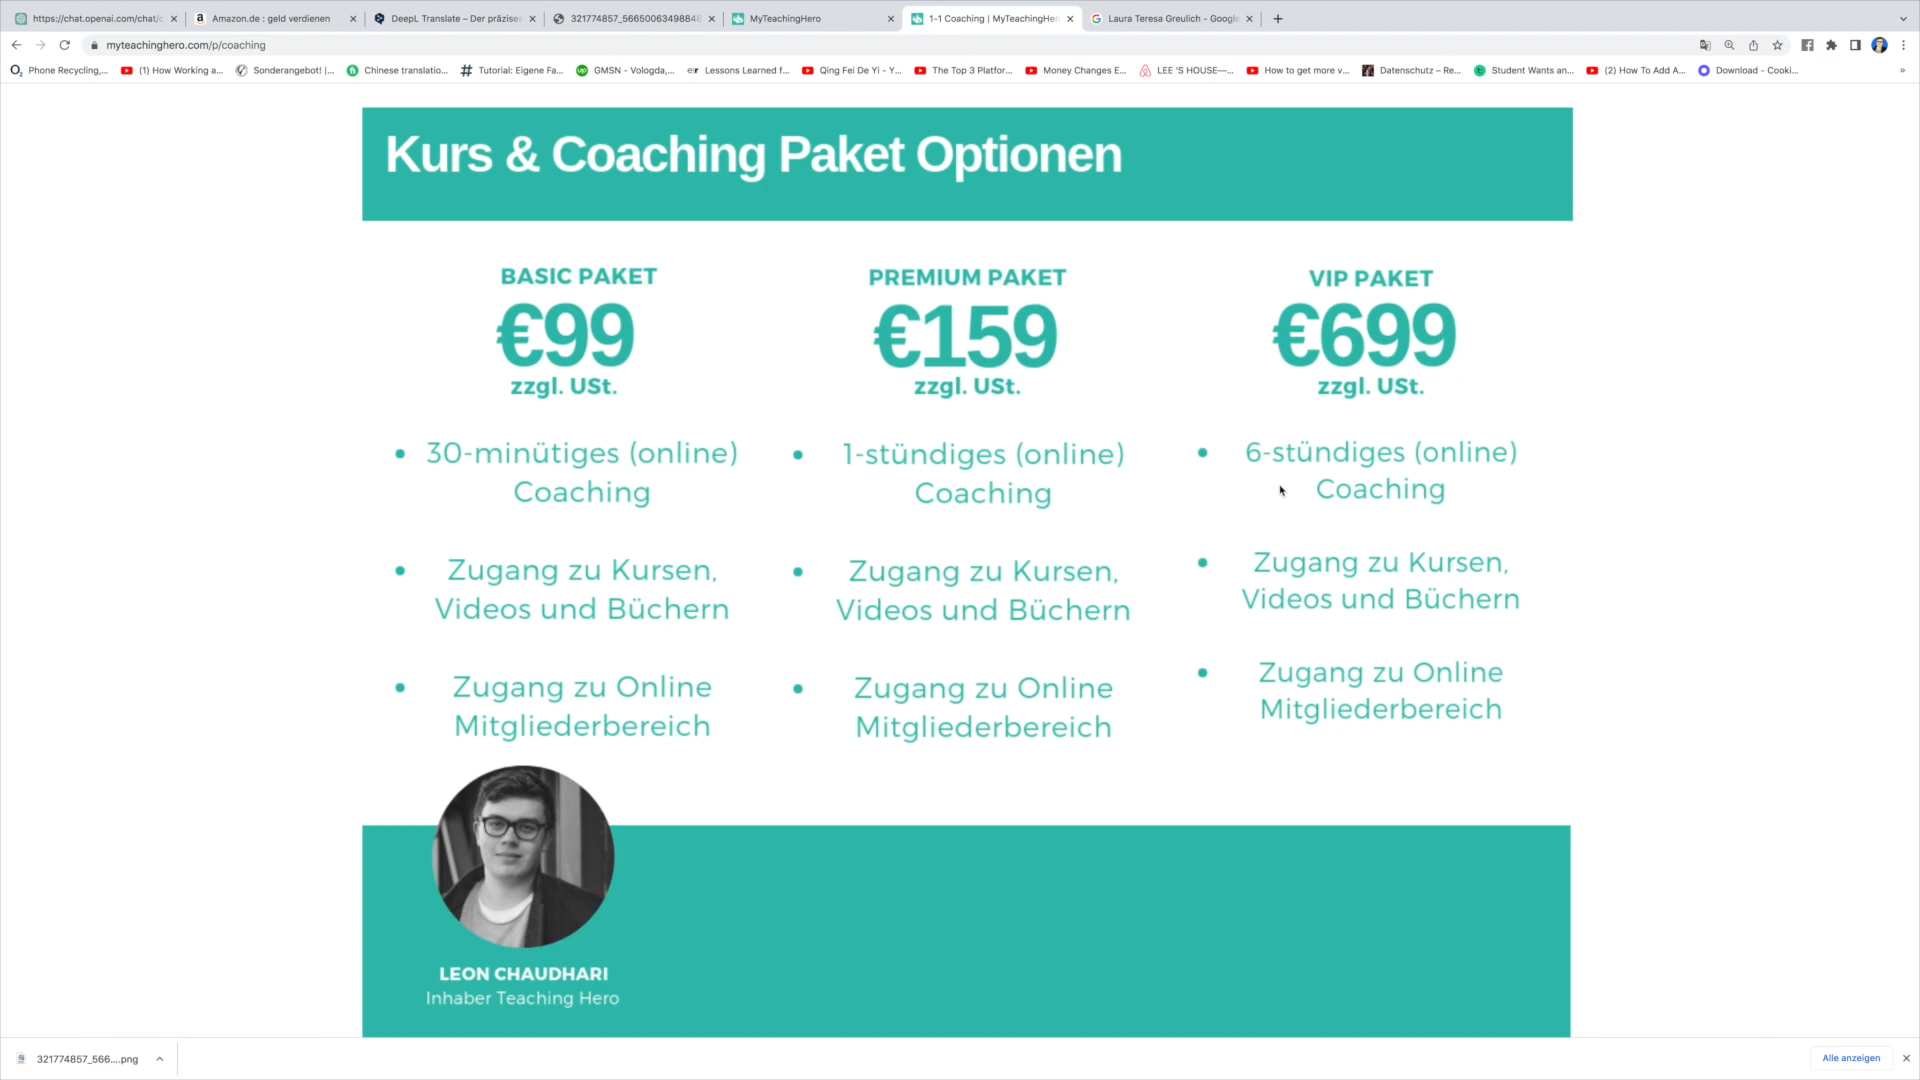 https://chat.openai.com/chat/
Amazon.de : geld verdienen
DeepL Translate – Der präzises
MyTeachingHero
1-1 Coaching | MyTeachingHer
Laura Teresa Greulich - Google
myteachinghero.com/p/coaching
Phone Recycling,...
(1) How Working a...
Sonderangebot! |...
Chinese translatio...
Tutorial: Eigene Fa...
GMSN - Vologda,...
Lessons Learned f...
Qing Fei De Yi - Y...
The Top 3 Platfor...
Money Changes E...
LEE 'S HOUSE—...
How to get more v...
Datenschutz – Re...
Student Wants an...
(2) How To Add A...
Download - Cooki...
Kurs & Coaching Paket Optionen
BASIC PAKET
€99
zzgl. USt.
• 30-minütiges (online)
Coaching
• Zugang zu Kursen,
Videos und Büchern
• Zugang zu Online
Mitgliederbereich
PREMIUM PAKET
€159
zzgl. USt.
• 1-stündiges (online)
Coaching
• Zugang zu Kursen,
Videos und Büchern
• Zugang zu Online
Mitgliederbereich
VIP PAKET
€699
zzgl. USt.
• 6-stündiges (online)
Coaching
• Zugang zu Kursen,
Videos und Büchern
• Zugang zu Online
Mitgliederbereich
LEON CHAUDHARI
Inhaber Teaching Hero
321774857_566....png
Alle anzeigen